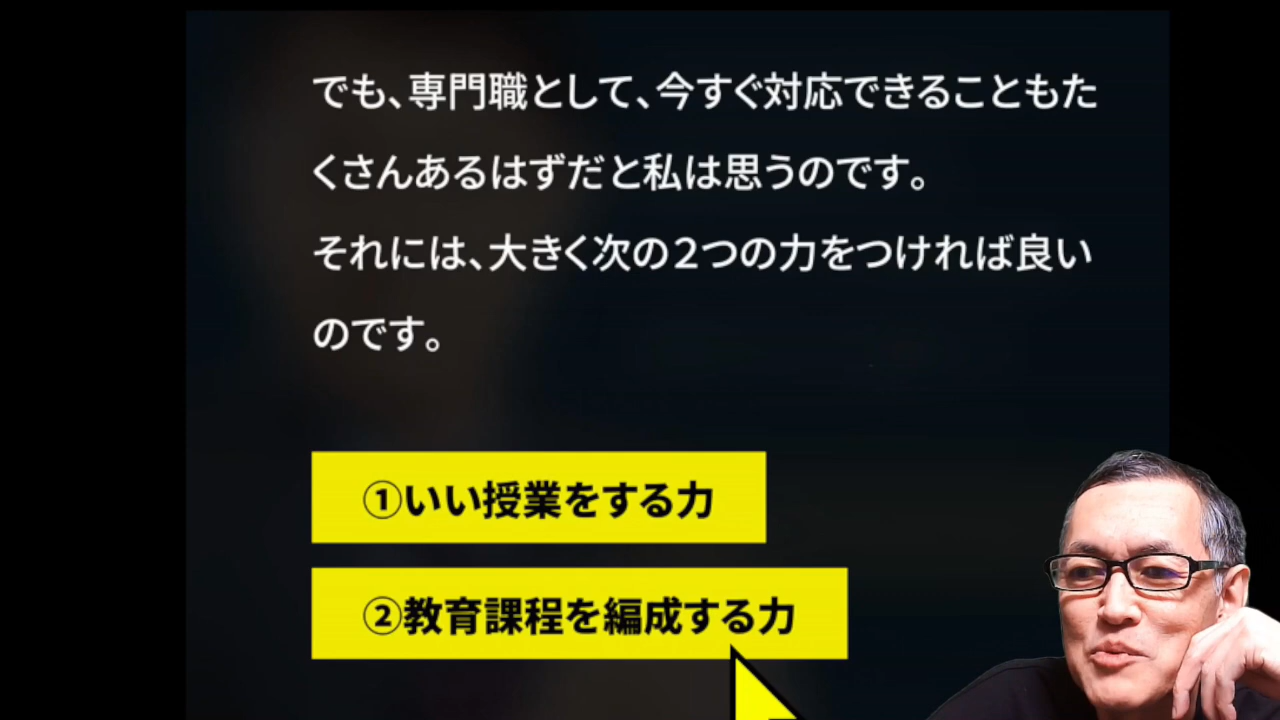 でも、専門職として、今すぐ対応できることもた
くさんあるはずだと私は思うのです。
それには、大きく次の２つの力をつければ良い
のです。
①いい授業をする力
②教育課程を編成する力